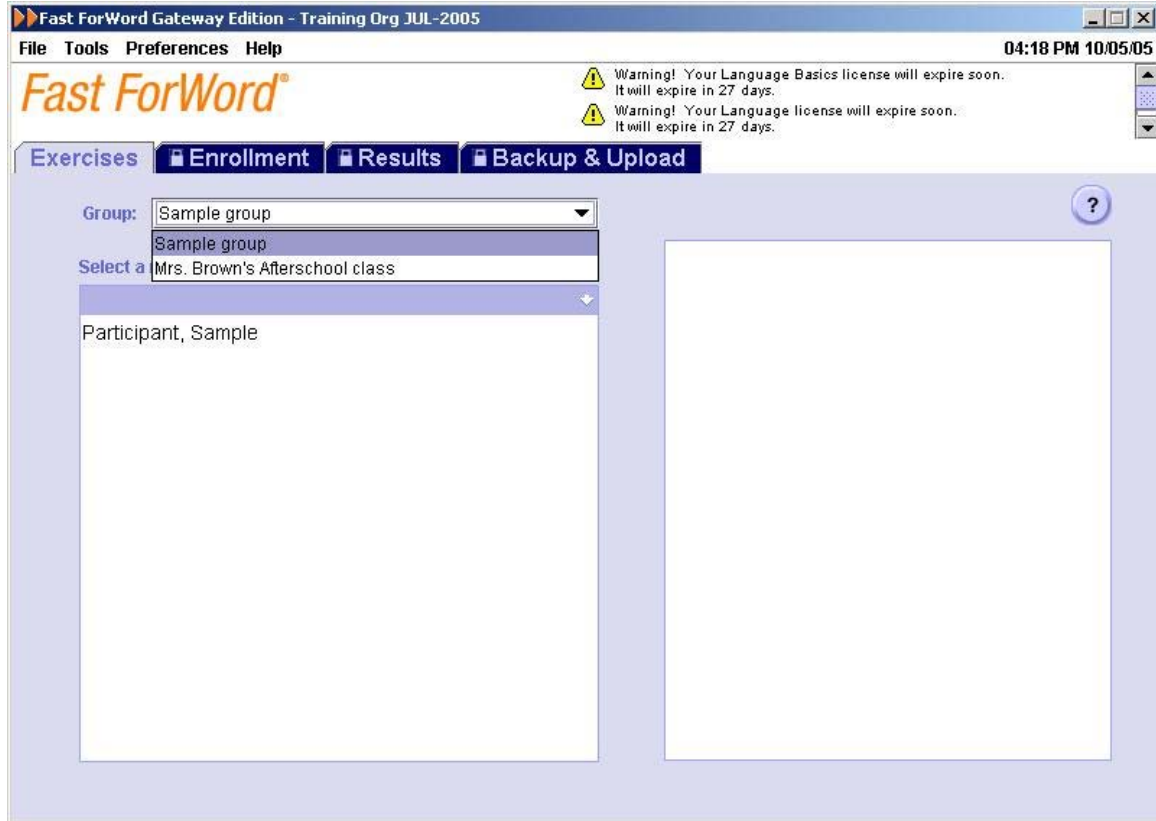 Fast ForWord Gateway Edition - Training Org JUL-2005
File Tools Preferences Help 04:18 PM 10/05/05
Fast ForWord®
Warning! Your Language Basics license will expire soon.
It will expire in 27 days.
Warning! Your Language license will expire soon.
It will expire in 27 days.
Exercises Enrollment Results Backup & Upload
Group: Sample group
?
Sample group
Select a
Mrs. Brown's Afterschool class
Participant, Sample